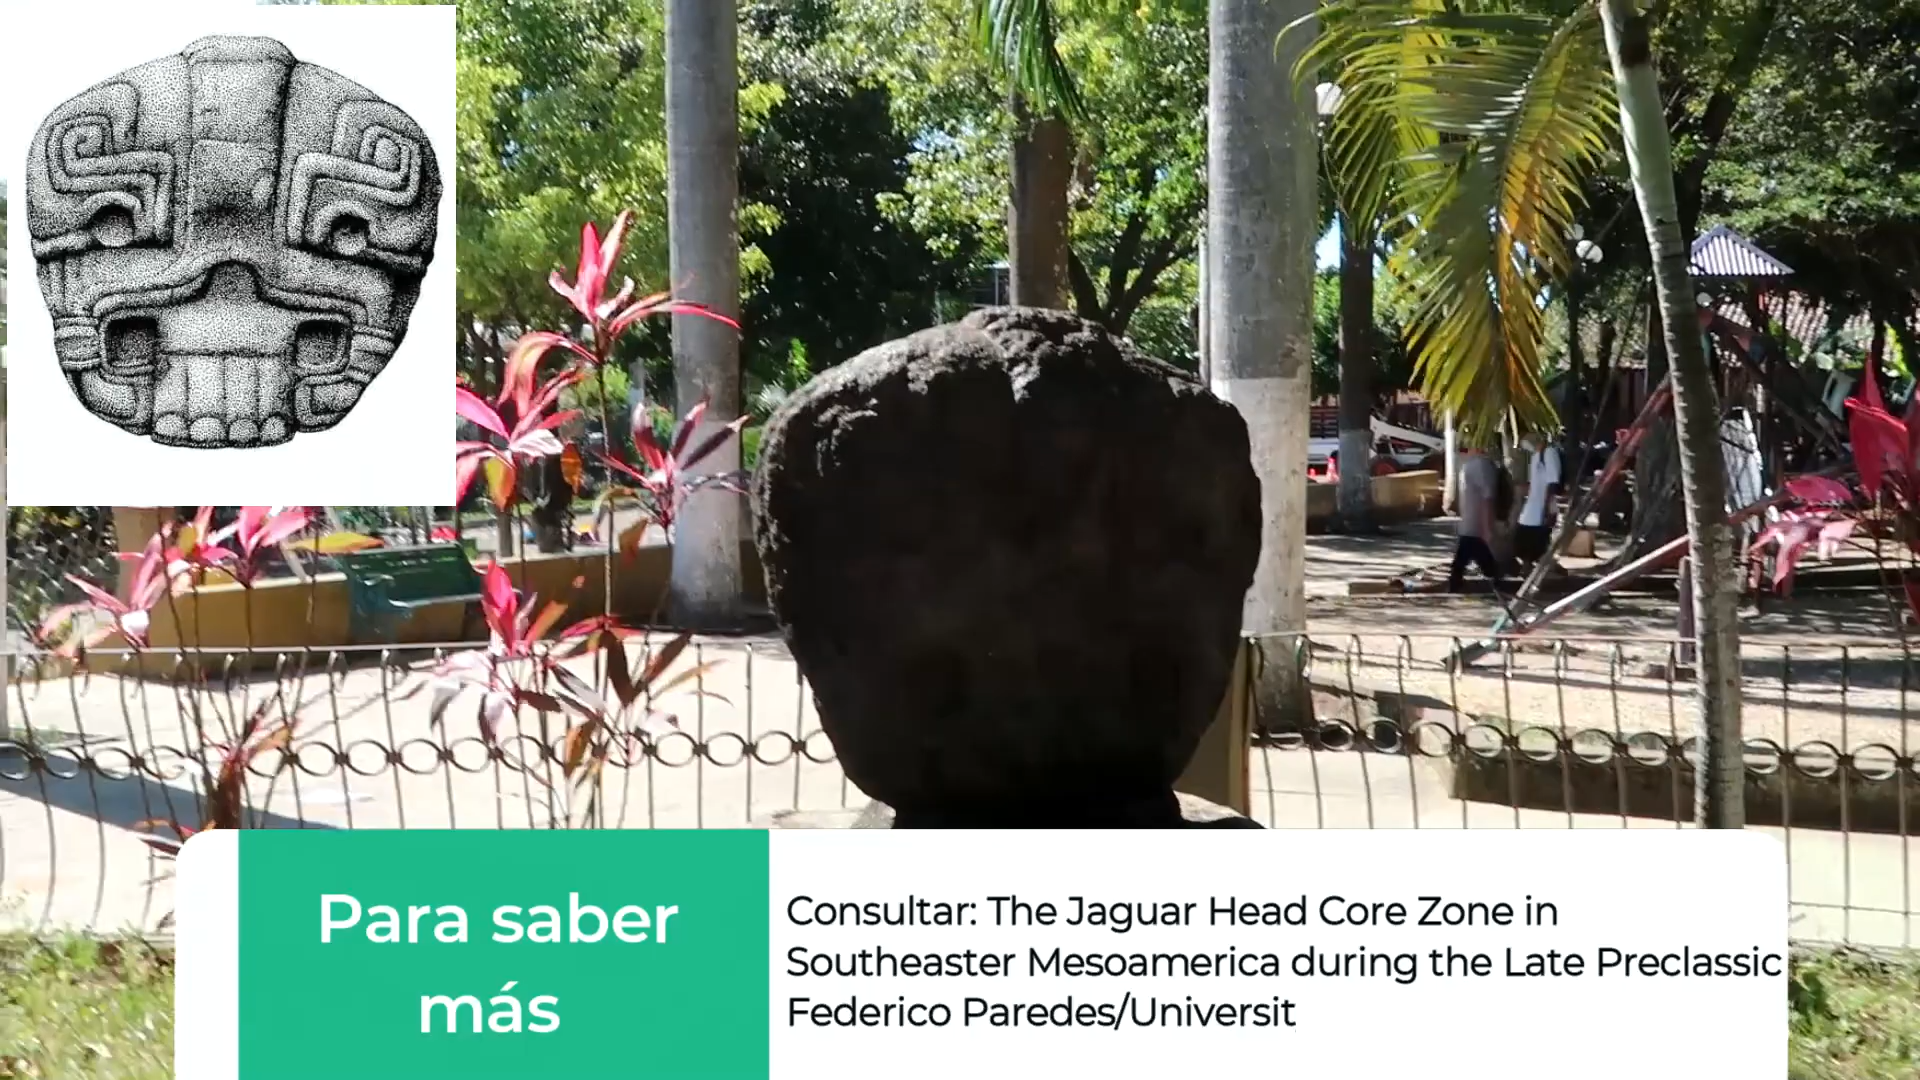 Para saber
más
Consultar: The Jaguar Head Core Zone in
Southeaster Mesoamerica during the Late Preclassic
Federico Paredes/Universit